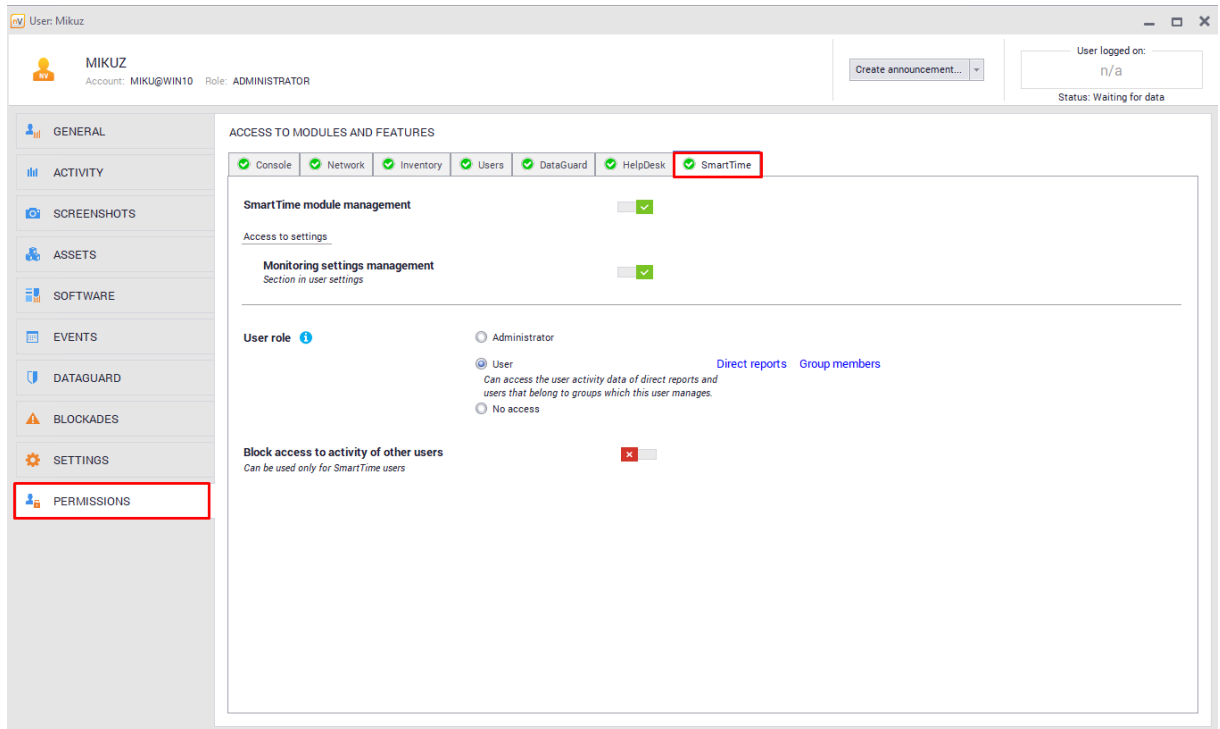 nV User: Mikuz
MIKUZ
Account: MIKU@WIN10 Role: ADMINISTRATOR
NV
Create announcement...
User logged on:
n/a
Status: Waiting for data
GENERAL
ACTIVITY
SCREENSHOTS
ASSETS
SOFTWARE
EVENTS
DATAGUARD
BLOCKADES
SETTINGS
PERMISSIONS
ACCESS TO MODULES AND FEATURES
Console Network Inventory Users DataGuard HelpDesk SmartTime
SmartTime module management
Access to settings
Monitoring settings management
Section in user settings
User role
Administrator
User Direct reports Group members
Can access the user activity data of direct reports and
users that belong to groups which this user manages.
No access
Block access to activity of other users
Can be used only for SmartTime users